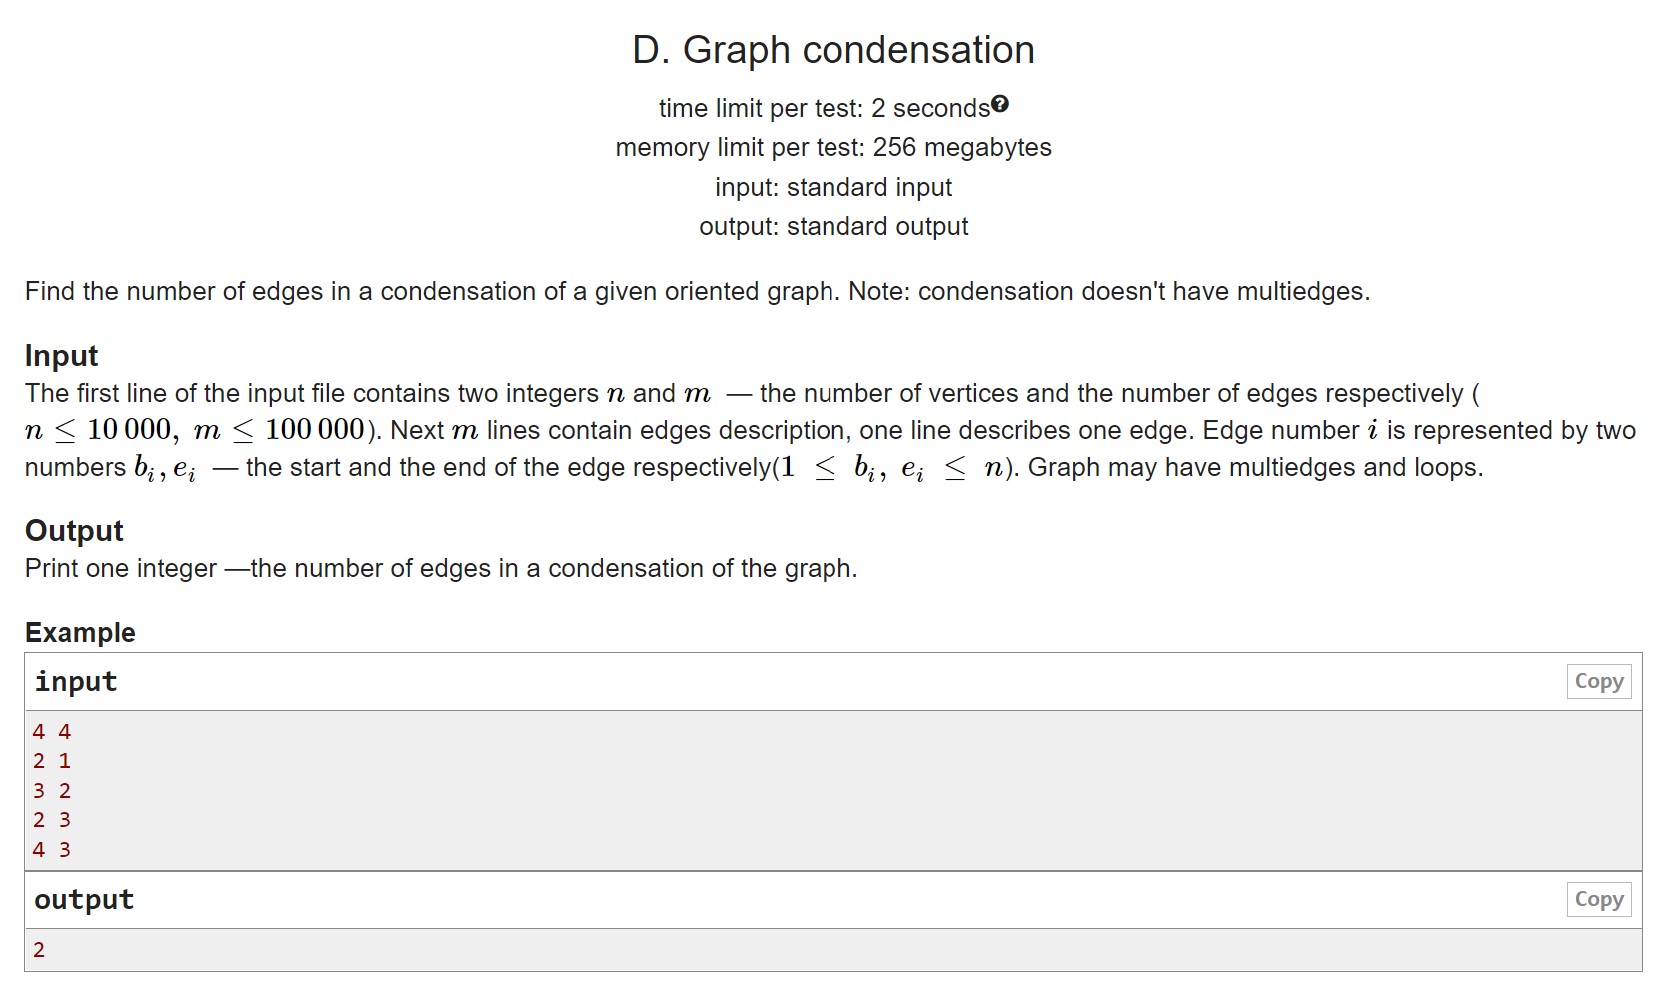 D. Graph condensation
time limit per test: 2 seconds?
memory limit per test: 256 megabytes
input: standard input
output: standard output
Find the number of edges in a condensation of a given oriented graph. Note: condensation doesn't have multiedges.
Input
The first line of the input file contains two integers n and m — the number of vertices and the number of edges respectively (
n ≤ 10 000, m ≤ 100 000). Next m lines contain edges description, one line describes one edge. Edge number i is represented by two
numbers b_i, e_i — the start and the end of the edge respectively(1 ≤ b_i, e_i ≤ n). Graph may have multiedges and loops.
Output
Print one integer —the number of edges in a condensation of the graph.
Example
input Copy
4 4
2 1
3 2
2 3
4 3
output Copy
2